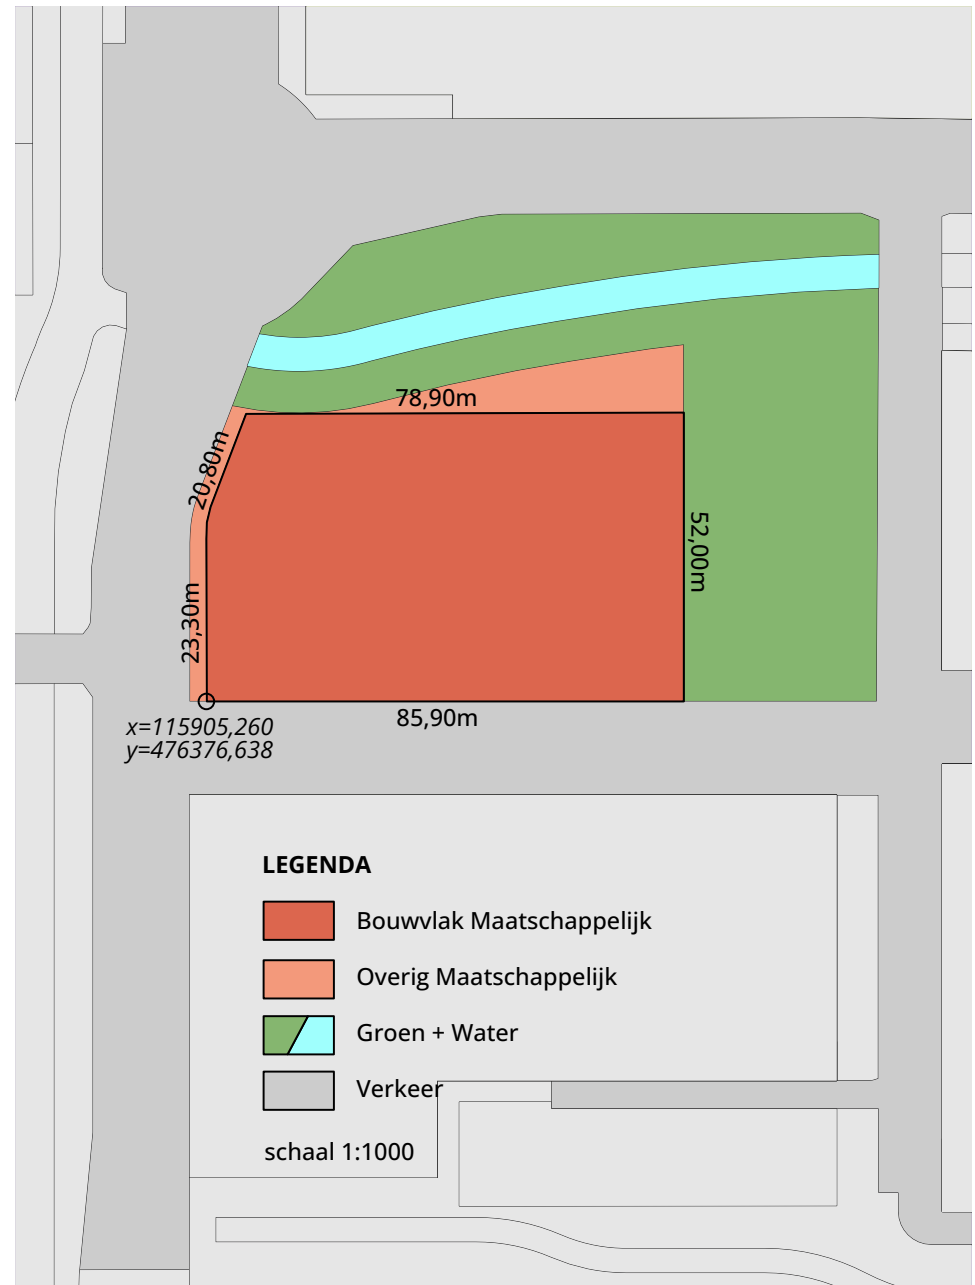 78,90m
20,80m
52,00m
23,30m
85,90m
x=115905,260
y=476376,638
LEGENDA
Bouwvlak Maatschappelijk
Overig Maatschappelijk
Groen + Water
Verkeer
schaal 1:1000